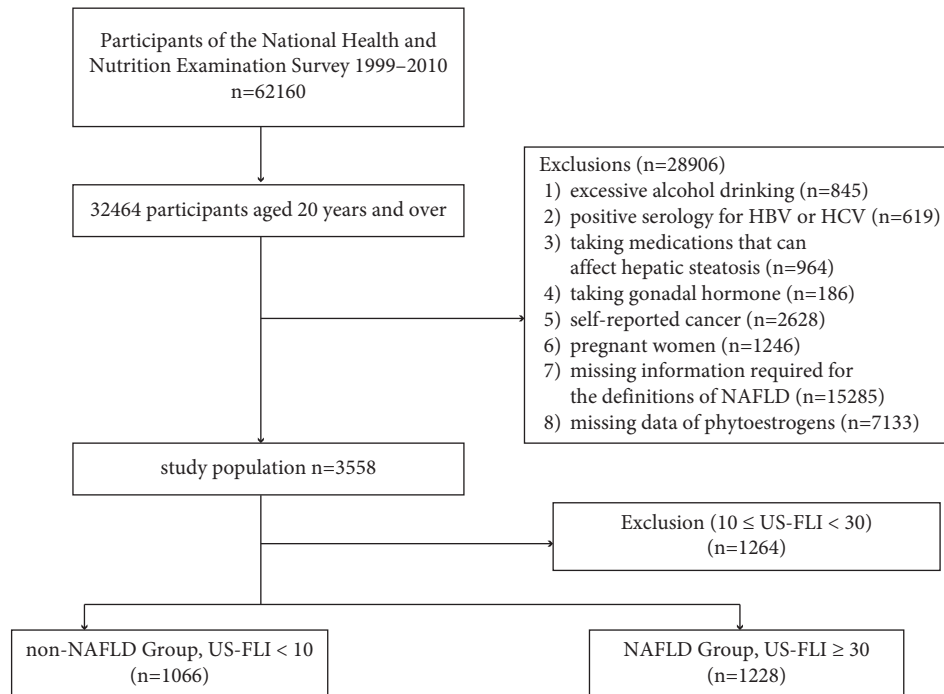 Participants of the National Health and
Nutrition Examination Survey 1999–2010
n=62160
32464 participants aged 20 years and over
Exclusions (n=28906)
1) excessive alcohol drinking (n=845)
2) positive serology for HBV or HCV (n=619)
3) taking medications that can
affect hepatic steatosis (n=964)
4) taking gonadal hormone (n=186)
5) self-reported cancer (n=2628)
6) pregnant women (n=1246)
7) missing information required for
the definitions of NAFLD (n=15285)
8) missing data of phytoestrogens (n=7133)
study population n=3558
Exclusion (10 ≤ US-FLI < 30)
(n=1264)
non-NAFLD Group, US-FLI < 10
(n=1066)
NAFLD Group, US-FLI ≥ 30
(n=1228)